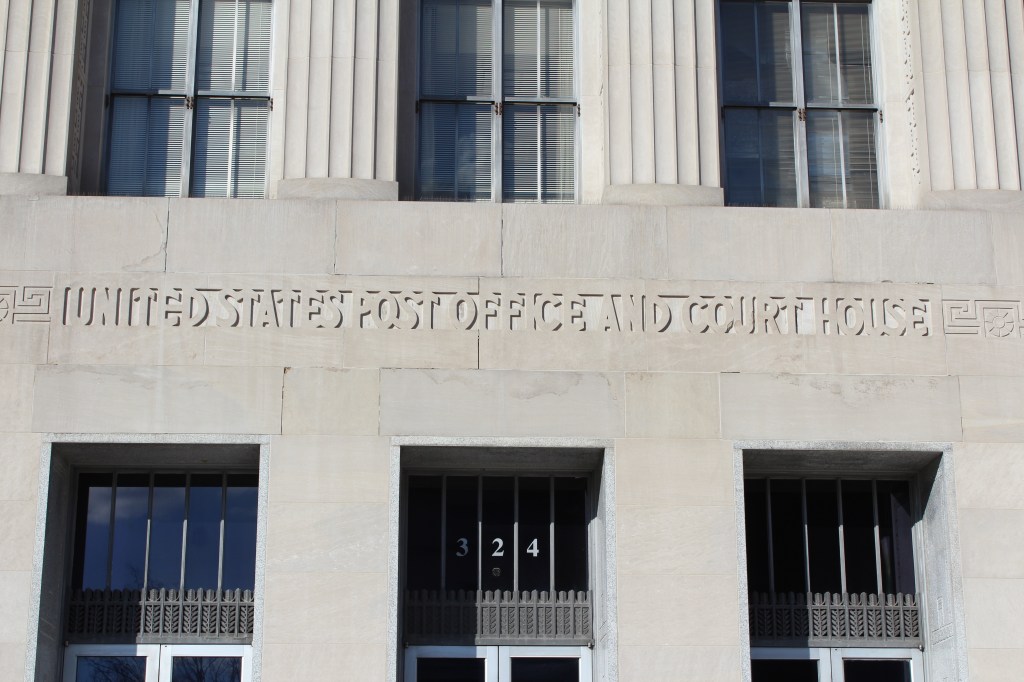 UNITED STATES POST OFFICE AND COURT HOUSE
324